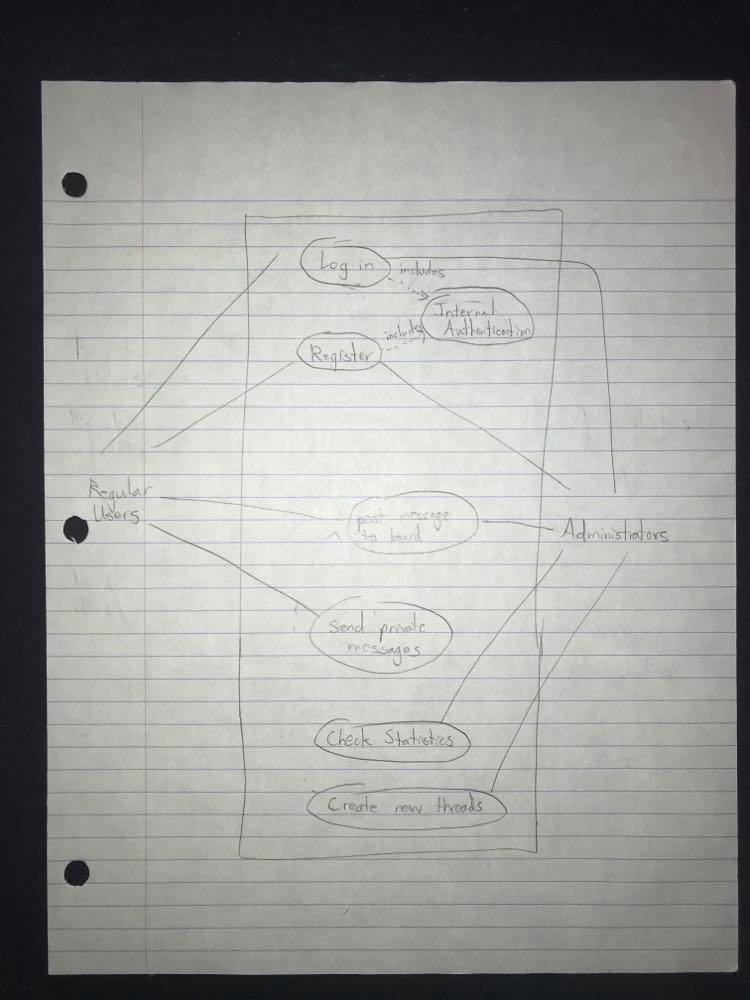 Log in
includes
Internal
Authentication
includes
Register
Regular
Users
post message
to board
Administrators
Send private
messages
Check Statistics
Create new threads